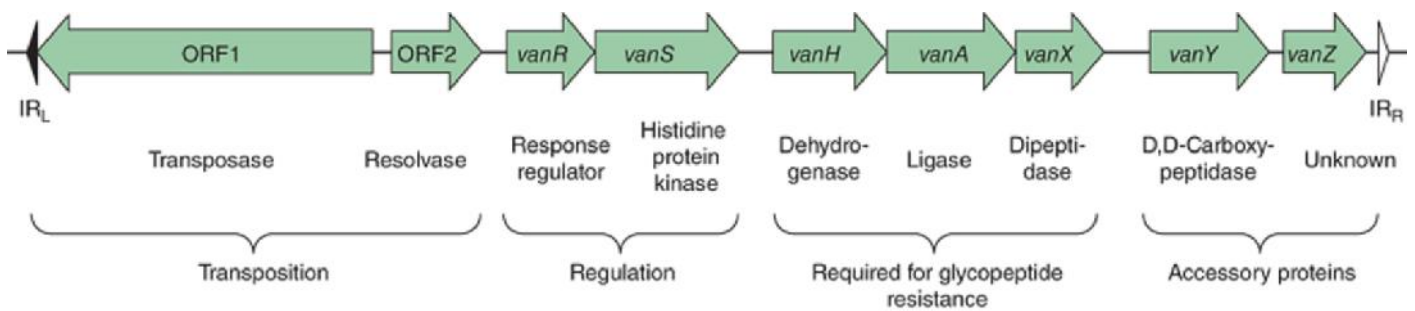 ORF1 ORF2 vanR vanS vanH vanA vanX vanY vanZ
IRL IRR
Transposase
Resolvase
Response
regulator
Histidine
protein
kinase
Dehydro-
genase
Ligase
Dipepti-
dase
D,D-Carboxy-
peptidase
Unknown
Transposition
Regulation
Required for glycopeptide
resistance
Accessory proteins